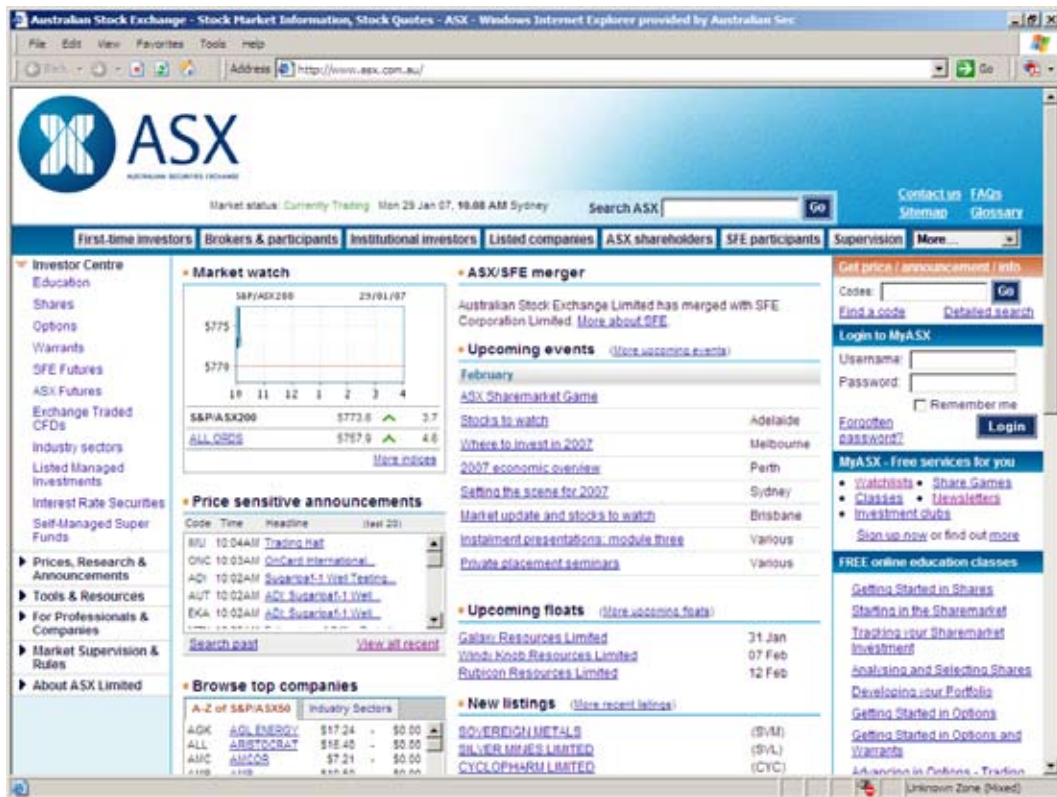 Australian Stock Exchange - Stock Market Information, Stock Quotes - ASX - Windows Internet Explorer provided by Australian Sec
File Edit View Favorites Tools Help
Back
Address http://www.asx.com.au/ Go
ASX
AUSTRALIAN SECURITIES EXCHANGE
Market status: Currently Trading Mon 29 Jan 07, 10.08 AM Sydney
Search ASX Go
Contact us FAQs
Sitemap Glossary
First-time investors Brokers & participants Institutional investors Listed companies ASX shareholders SFE participants Supervision More...
Investor Centre
Education
Shares
Options
Warrants
SFE Futures
ASX Futures
Exchange Traded
CFDs
Industry sectors
Listed Managed
Investments
Interest Rate Securities
Self-Managed Super
Funds
Prices, Research &
Announcements
Tools & Resources
For Professionals &
Companies
Market Supervision &
Rules
About ASX Limited
Market watch
S&P/ASX200 29/01/07
5775
5770
10 11 12 1 2 3 4
S&P/ASX200 5773.6 3.7
ALL ORDS 5757.9 4.6
More indices
Price sensitive announcements
Code Time Headline (last 20)
10:04AM Trading Halt
ONC 10:03AM OnCard International...
ADI 10:02AM Sugarloaf-1 Well Testing...
AUT 10:02AM ADI: Sugarloaf-1 Well...
EKA 10:02AM ADI: Sugarloaf-1 Well...
Search past View all recent
Browse top companies
A-Z of S&P/ASX50 Industry Sectors
AGK AGL ENERGY $17.24 - $0.00
ALL ARISTOCRAT $16.40 - $0.00
AMC AMCOR $7.21 - $0.00
ASX/SFE merger
Australian Stock Exchange Limited has merged with SFE
Corporation Limited. More about SFE.
Upcoming events (More upcoming events)
February
ASX Sharemarket Game
Stocks to watch Adelaide
Where to invest in 2007 Melbourne
2007 economic overview Perth
Setting the scene for 2007 Sydney
Market update and stocks to watch Brisbane
Instalment presentations: module three Various
Private placement seminars Various
Upcoming floats (More upcoming floats)
Galaxy Resources Limited 31 Jan
Windy Knob Resources Limited 07 Feb
Rubicon Resources Limited 12 Feb
New listings (More recent listings)
SOVEREIGN METALS (SVM)
SILVER MINES LIMITED (SVL)
CYCLOPHARM LIMITED (CYC)
Get price / announcement / info
Codes: Go
Find a code Detailed search
Login to MyASX
Username:
Password:
Remember me
Forgotten
password? Login
MyASX - Free services for you
Watchlists Share Games
Classes Newsletters
Investment clubs
Sign up now or find out more
FREE online education classes
Getting Started in Shares
Starting in the Sharemarket
Tracking your Sharemarket
Investment
Analysing and Selecting Shares
Developing your Portfolio
Getting Started in Options
Getting Started in Options and
Warrants
Advancing in Options - Trading
Unknown Zone (Mixed)